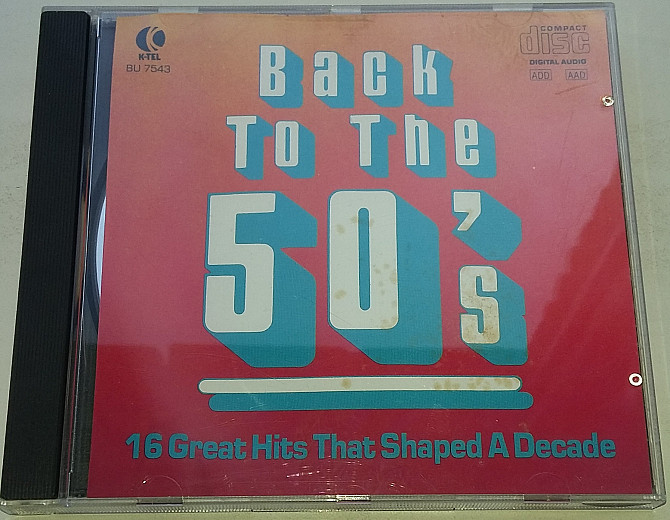 K-TEL
BU 7543
COMPACT
disc
DIGITAL AUDIO
ADD AAD
Back
To The
50's
16 Great Hits That Shaped A Decade